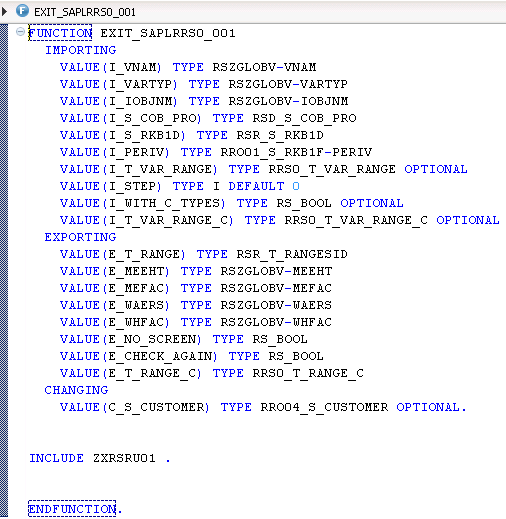 EXIT_SAPLRRS0_001
FUNCTION EXIT_SAPLRRS0_001
IMPORTING
VALUE(I_VNAM) TYPE RSZGLOBV-VNAM
VALUE(I_VARTYP) TYPE RSZGLOBV-VARTYP
VALUE(I_IOBJNM) TYPE RSZGLOBV-IOBJNM
VALUE(I_S_COB_PRO) TYPE RSD_S_COB_PRO
VALUE(I_S_RKB1D) TYPE RSR_S_RKB1D
VALUE(I_PERIV) TYPE RRO01_S_RKB1F-PERIV
VALUE(I_T_VAR_RANGE) TYPE RRS0_T_VAR_RANGE OPTIONAL
VALUE(I_STEP) TYPE I DEFAULT 0
VALUE(I_WITH_C_TYPES) TYPE RS_BOOL OPTIONAL
VALUE(I_T_VAR_RANGE_C) TYPE RRS0_T_VAR_RANGE_C OPTIONAL
EXPORTING
VALUE(E_T_RANGE) TYPE RSR_T_RANGESID
VALUE(E_MEEHT) TYPE RSZGLOBV-MEEHT
VALUE(E_MEFAC) TYPE RSZGLOBV-MEFAC
VALUE(E_WAERS) TYPE RSZGLOBV-WAERS
VALUE(E_WHFAC) TYPE RSZGLOBV-WHFAC
VALUE(E_NO_SCREEN) TYPE RS_BOOL
VALUE(E_CHECK_AGAIN) TYPE RS_BOOL
VALUE(E_T_RANGE_C) TYPE RRS0_T_RANGE_C
CHANGING
VALUE(C_S_CUSTOMER) TYPE RRO04_S_CUSTOMER OPTIONAL.
INCLUDE ZXRSRU01 .
ENDFUNCTION.